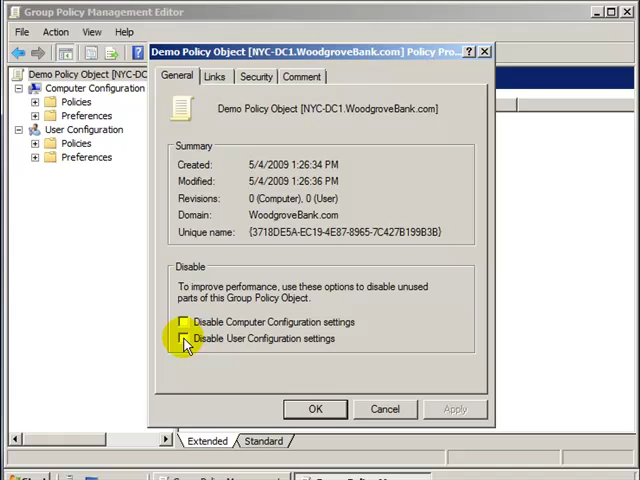 Group Policy Management Editor
File Action View Help
Demo Policy Object [NYC-DC1.WoodgroveBank.com] Policy Pro...
Demo Policy Object [NYC-DC
Computer Configuration
Policies
Preferences
User Configuration
Policies
Preferences
General Links Security Comment
Demo Policy Object [NYC-DC1.WoodgroveBank.com]
Summary
Created: 5/4/2009 1:26:34 PM
Modified: 5/4/2009 1:26:36 PM
Revisions: 0 (Computer), 0 (User)
Domain: WoodgroveBank.com
Unique name: {3718DE5A-EC19-4E87-8965-7C427B199B3B}
Disable
To improve performance, use these options to disable unused
parts of this Group Policy Object.
Disable Computer Configuration settings
Disable User Configuration settings
OK Cancel Apply
Extended Standard